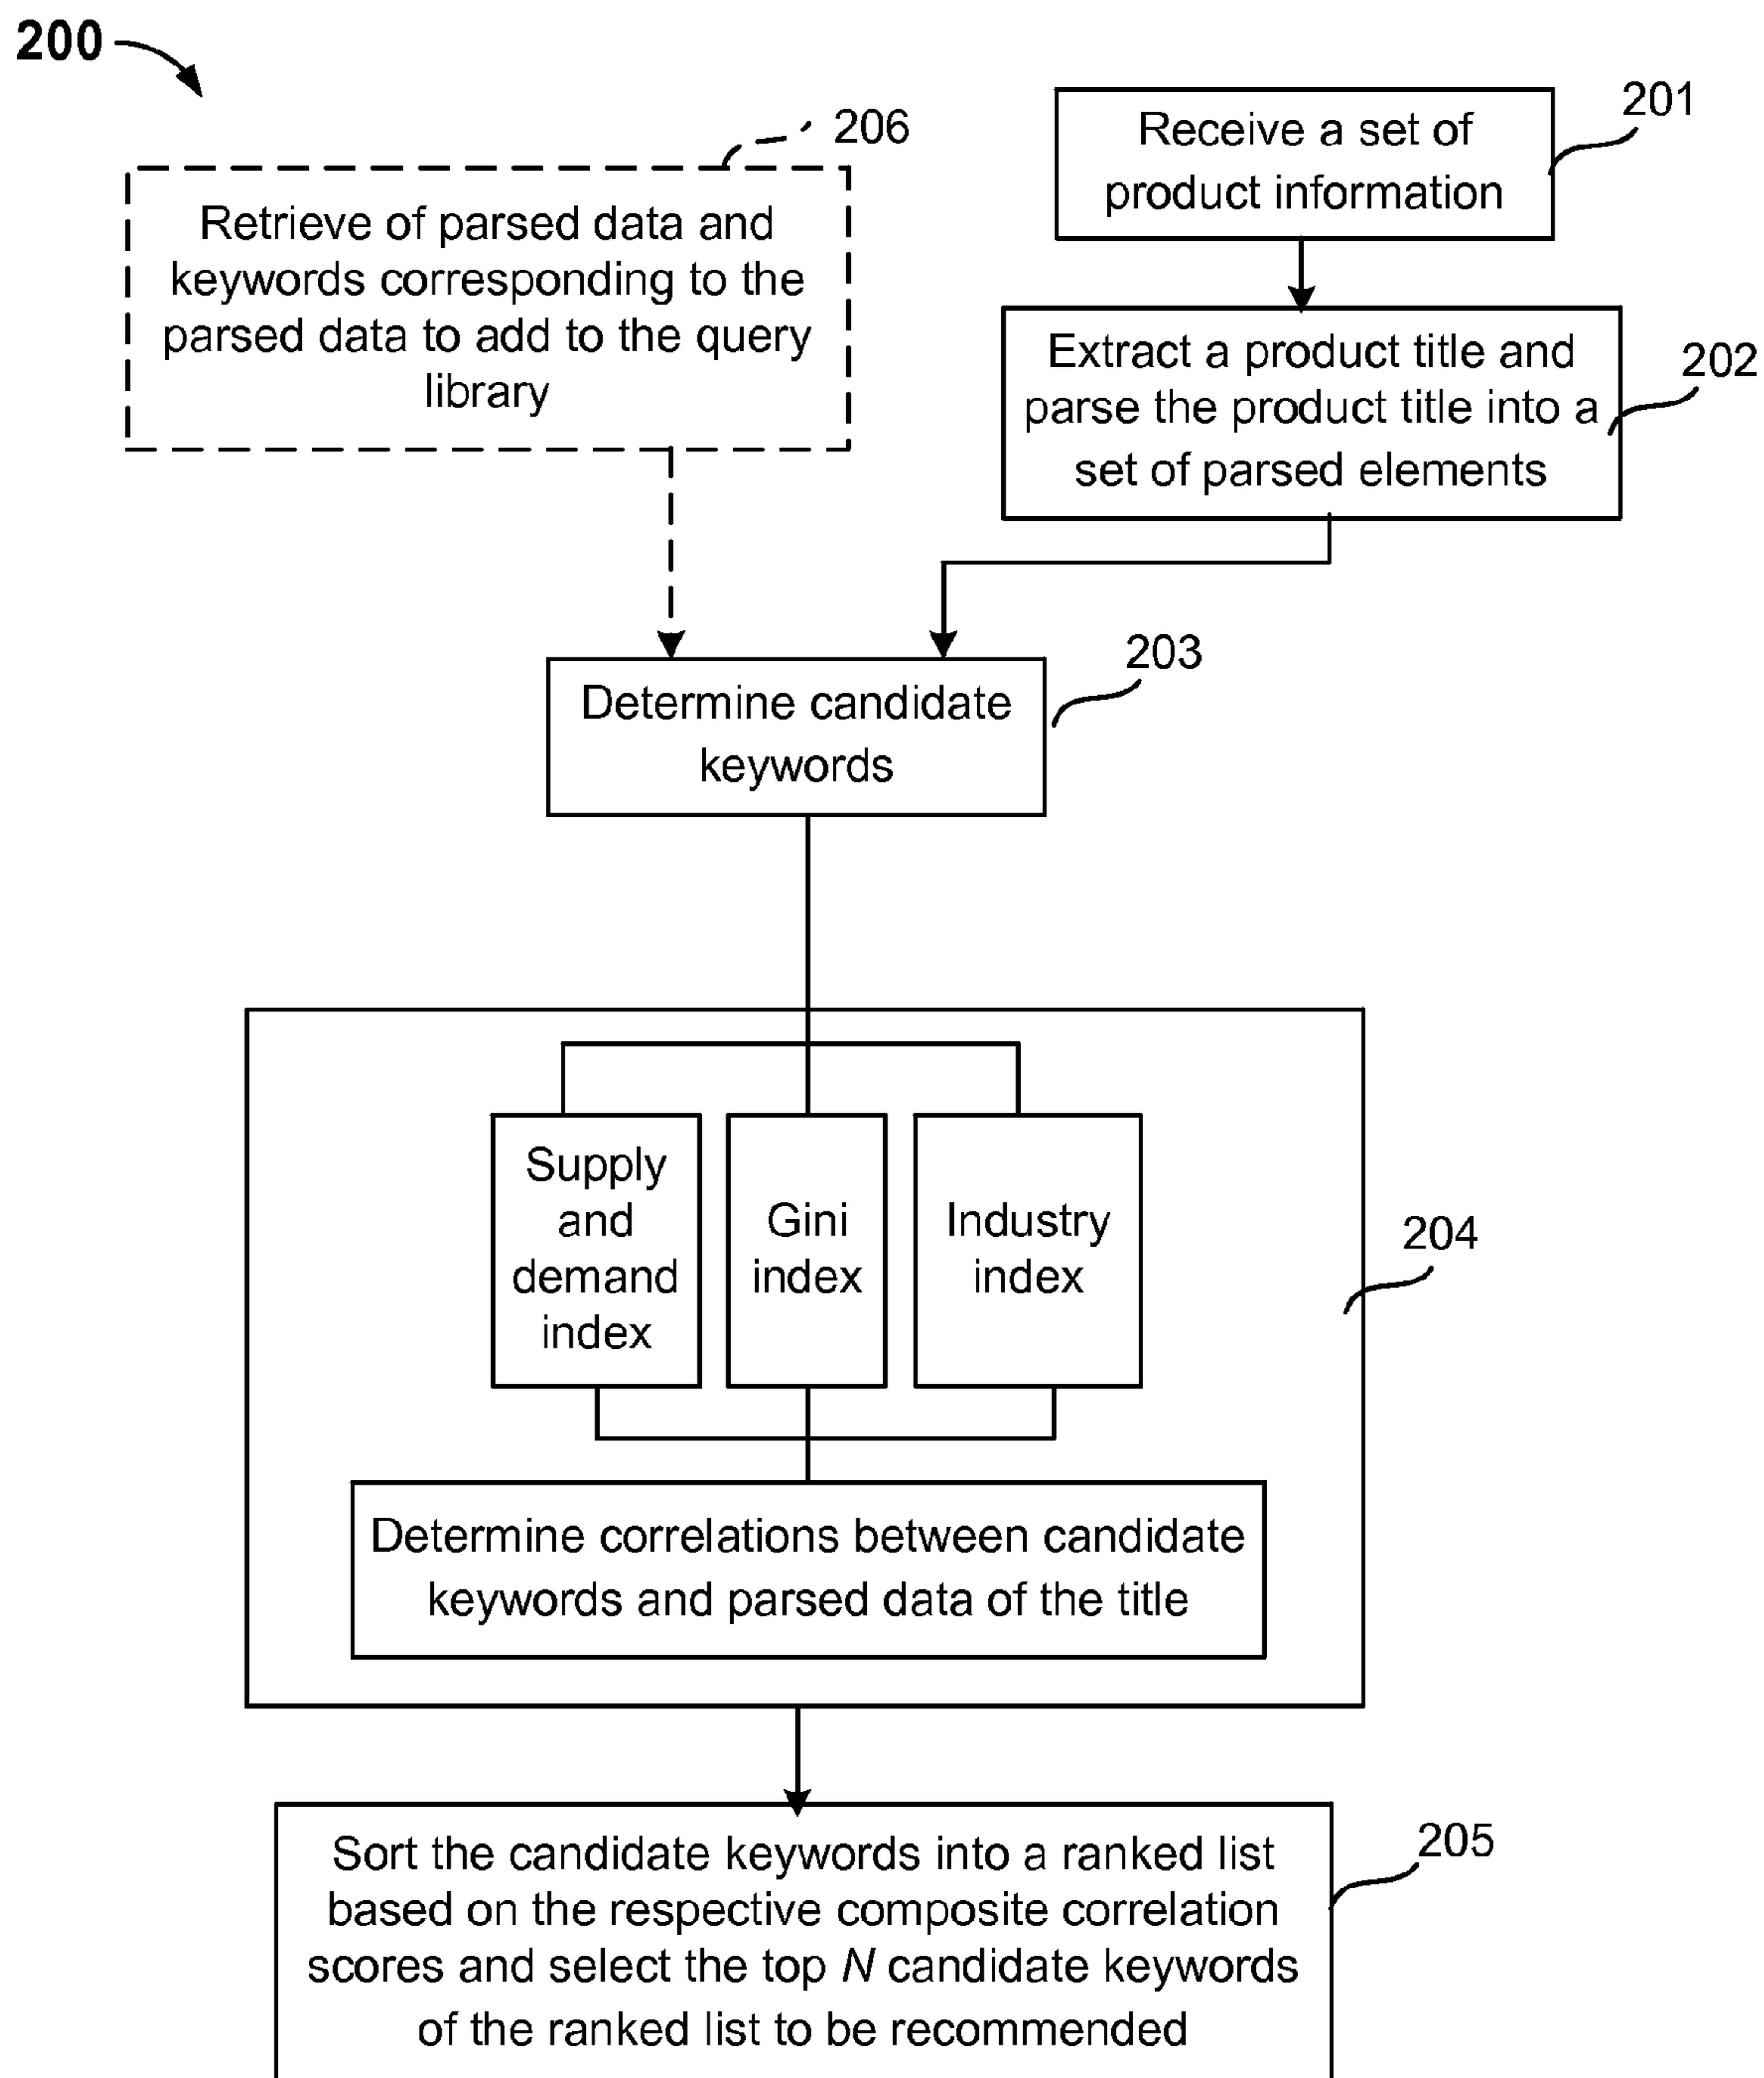 200
206
Retrieve of parsed data and
keywords corresponding to the
parsed data to add to the query
library
201
Receive a set of
product information
202
Extract a product title and
parse the product title into a
set of parsed elements
203
Determine candidate
keywords
204
Supply
and
demand
index
Gini
index
Industry
index
Determine correlations between candidate
keywords and parsed data of the title
205
Sort the candidate keywords into a ranked list
based on the respective composite correlation
scores and select the top N candidate keywords
of the ranked list to be recommended